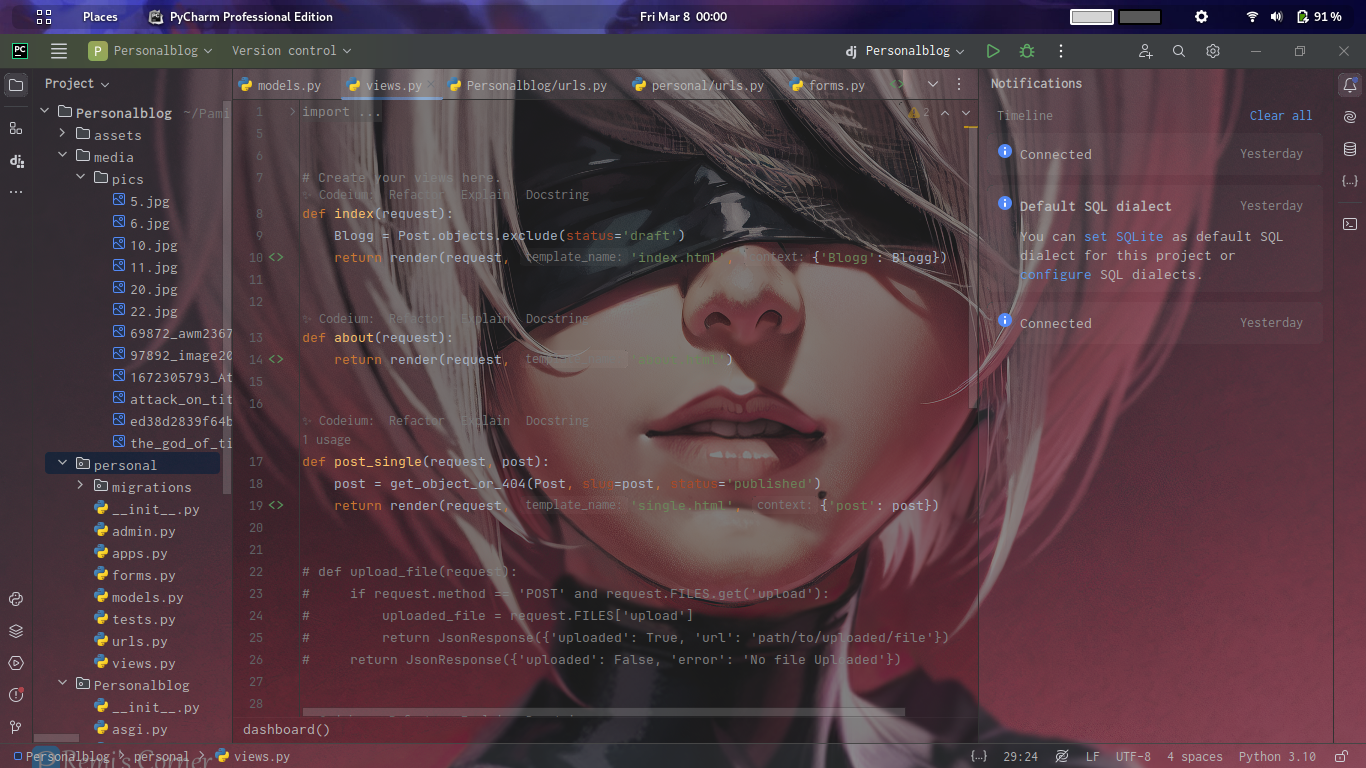 Places PyCharm Professional Edition Fri Mar 8 00:00 91 %
PC P Personalblog Version control dj Personalblog
Project
Personalblog ~/Pami
assets
media
pics
5.jpg
6.jpg
10.jpg
11.jpg
20.jpg
22.jpg
69872_awm2367
97892_image20
1672305793_At
attack_on_tit
ed38d2839f64b
the_god_of_ti
personal
migrations
__init__.py
admin.py
apps.py
forms.py
models.py
tests.py
urls.py
views.py
Personalblog
__init__.py
asgi.py
models.py views.py Personalblog/urls.py personal/urls.py forms.py
2
1 import ...
5
6
7 # Create your views here.
Codeium: Refactor Explain Docstring
8 def index(request):
9 Blogg = Post.objects.exclude(status='draft')
10 return render(request, template_name: 'index.html', context: {'Blogg': Blogg})
11
12
Codeium: Refactor Explain Docstring
13 def about(request):
14 return render(request, )
15
16
Codeium: Refactor Explain Docstring
1 usage
17 def post_single(request, post):
18 post = get_object_or_404(Post, slug=post, status='published')
19 return render(request, template_name: 'single.html', context: {'post': post})
20
21
22 # def upload_file(request):
23 # if request.method == 'POST' and request.FILES.get('upload'):
24 # uploaded_file = request.FILES['upload']
25 # return JsonResponse({'uploaded': True, 'url': 'path/to/uploaded/file'})
26 # return JsonResponse({'uploaded': False, 'error': 'No file Uploaded'})
27
28
dashboard()
Notifications
Timeline Clear all
Connected Yesterday
Default SQL dialect Yesterday
You can set SQLite as default SQL
dialect for this project or
configure SQL dialects.
Connected Yesterday
Personalblog personal views.py
Remi's Corner
29:24 LF UTF-8 4 spaces Python 3.10